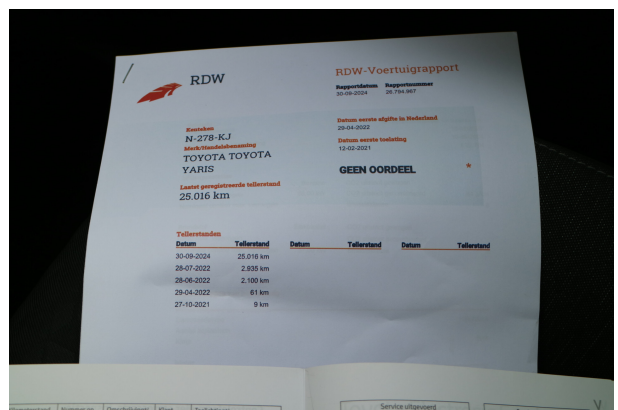 RDW
RDW-Voertuigrapport
Rapportdatum Rapportnummer
30-09-2024 26.794.967
Kenteken
N-278-KJ
Merk/Handelsbenaming
TOYOTA TOYOTA
YARIS
Laatst geregistreerde tellerstand
25.016 km
Datum eerste afgifte in Nederland
29-04-2022
Datum eerste toelating
12-02-2021
GEEN OORDEEL *
Tellerstanden
Datum Tellerstand Datum Tellerstand Datum Tellerstand
30-09-2024 25.016 km
28-07-2022 2.935 km
28-06-2022 2.100 km
29-04-2022 61 km
27-10-2021 9 km
Service uitgevoerd